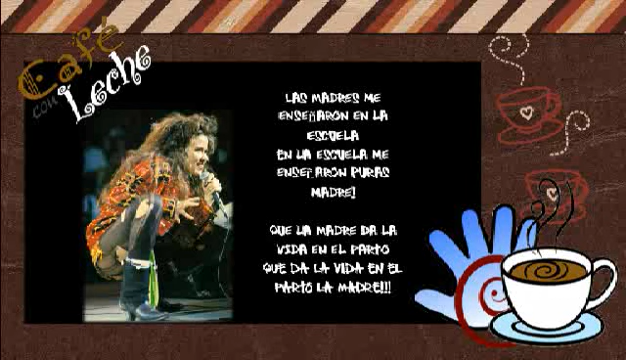 Café
con
Leche
LAS MADRES ME
ENSEÑARON EN LA
ESCUELA
EN LA ESCUELA ME
ENSEÑARON PURAS
MADRE!
QUE LA MADRE DA LA
VIDA EN EL PARTO
QUE DA LA VIDA EN EL
PARTO LA MADRE!!!